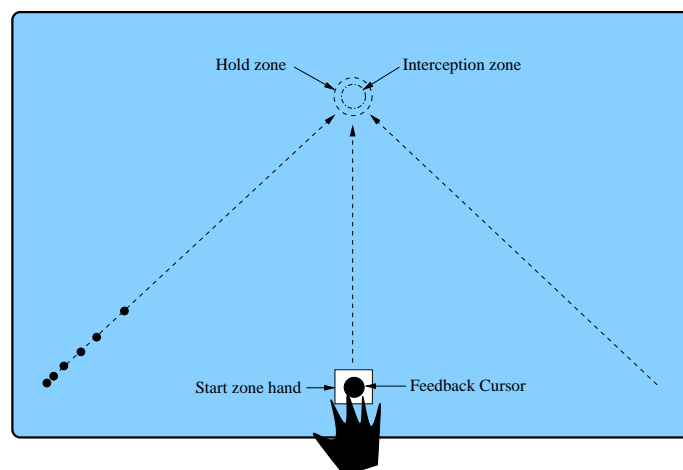 Hold zone
Interception zone
Start zone hand
Feedback Cursor